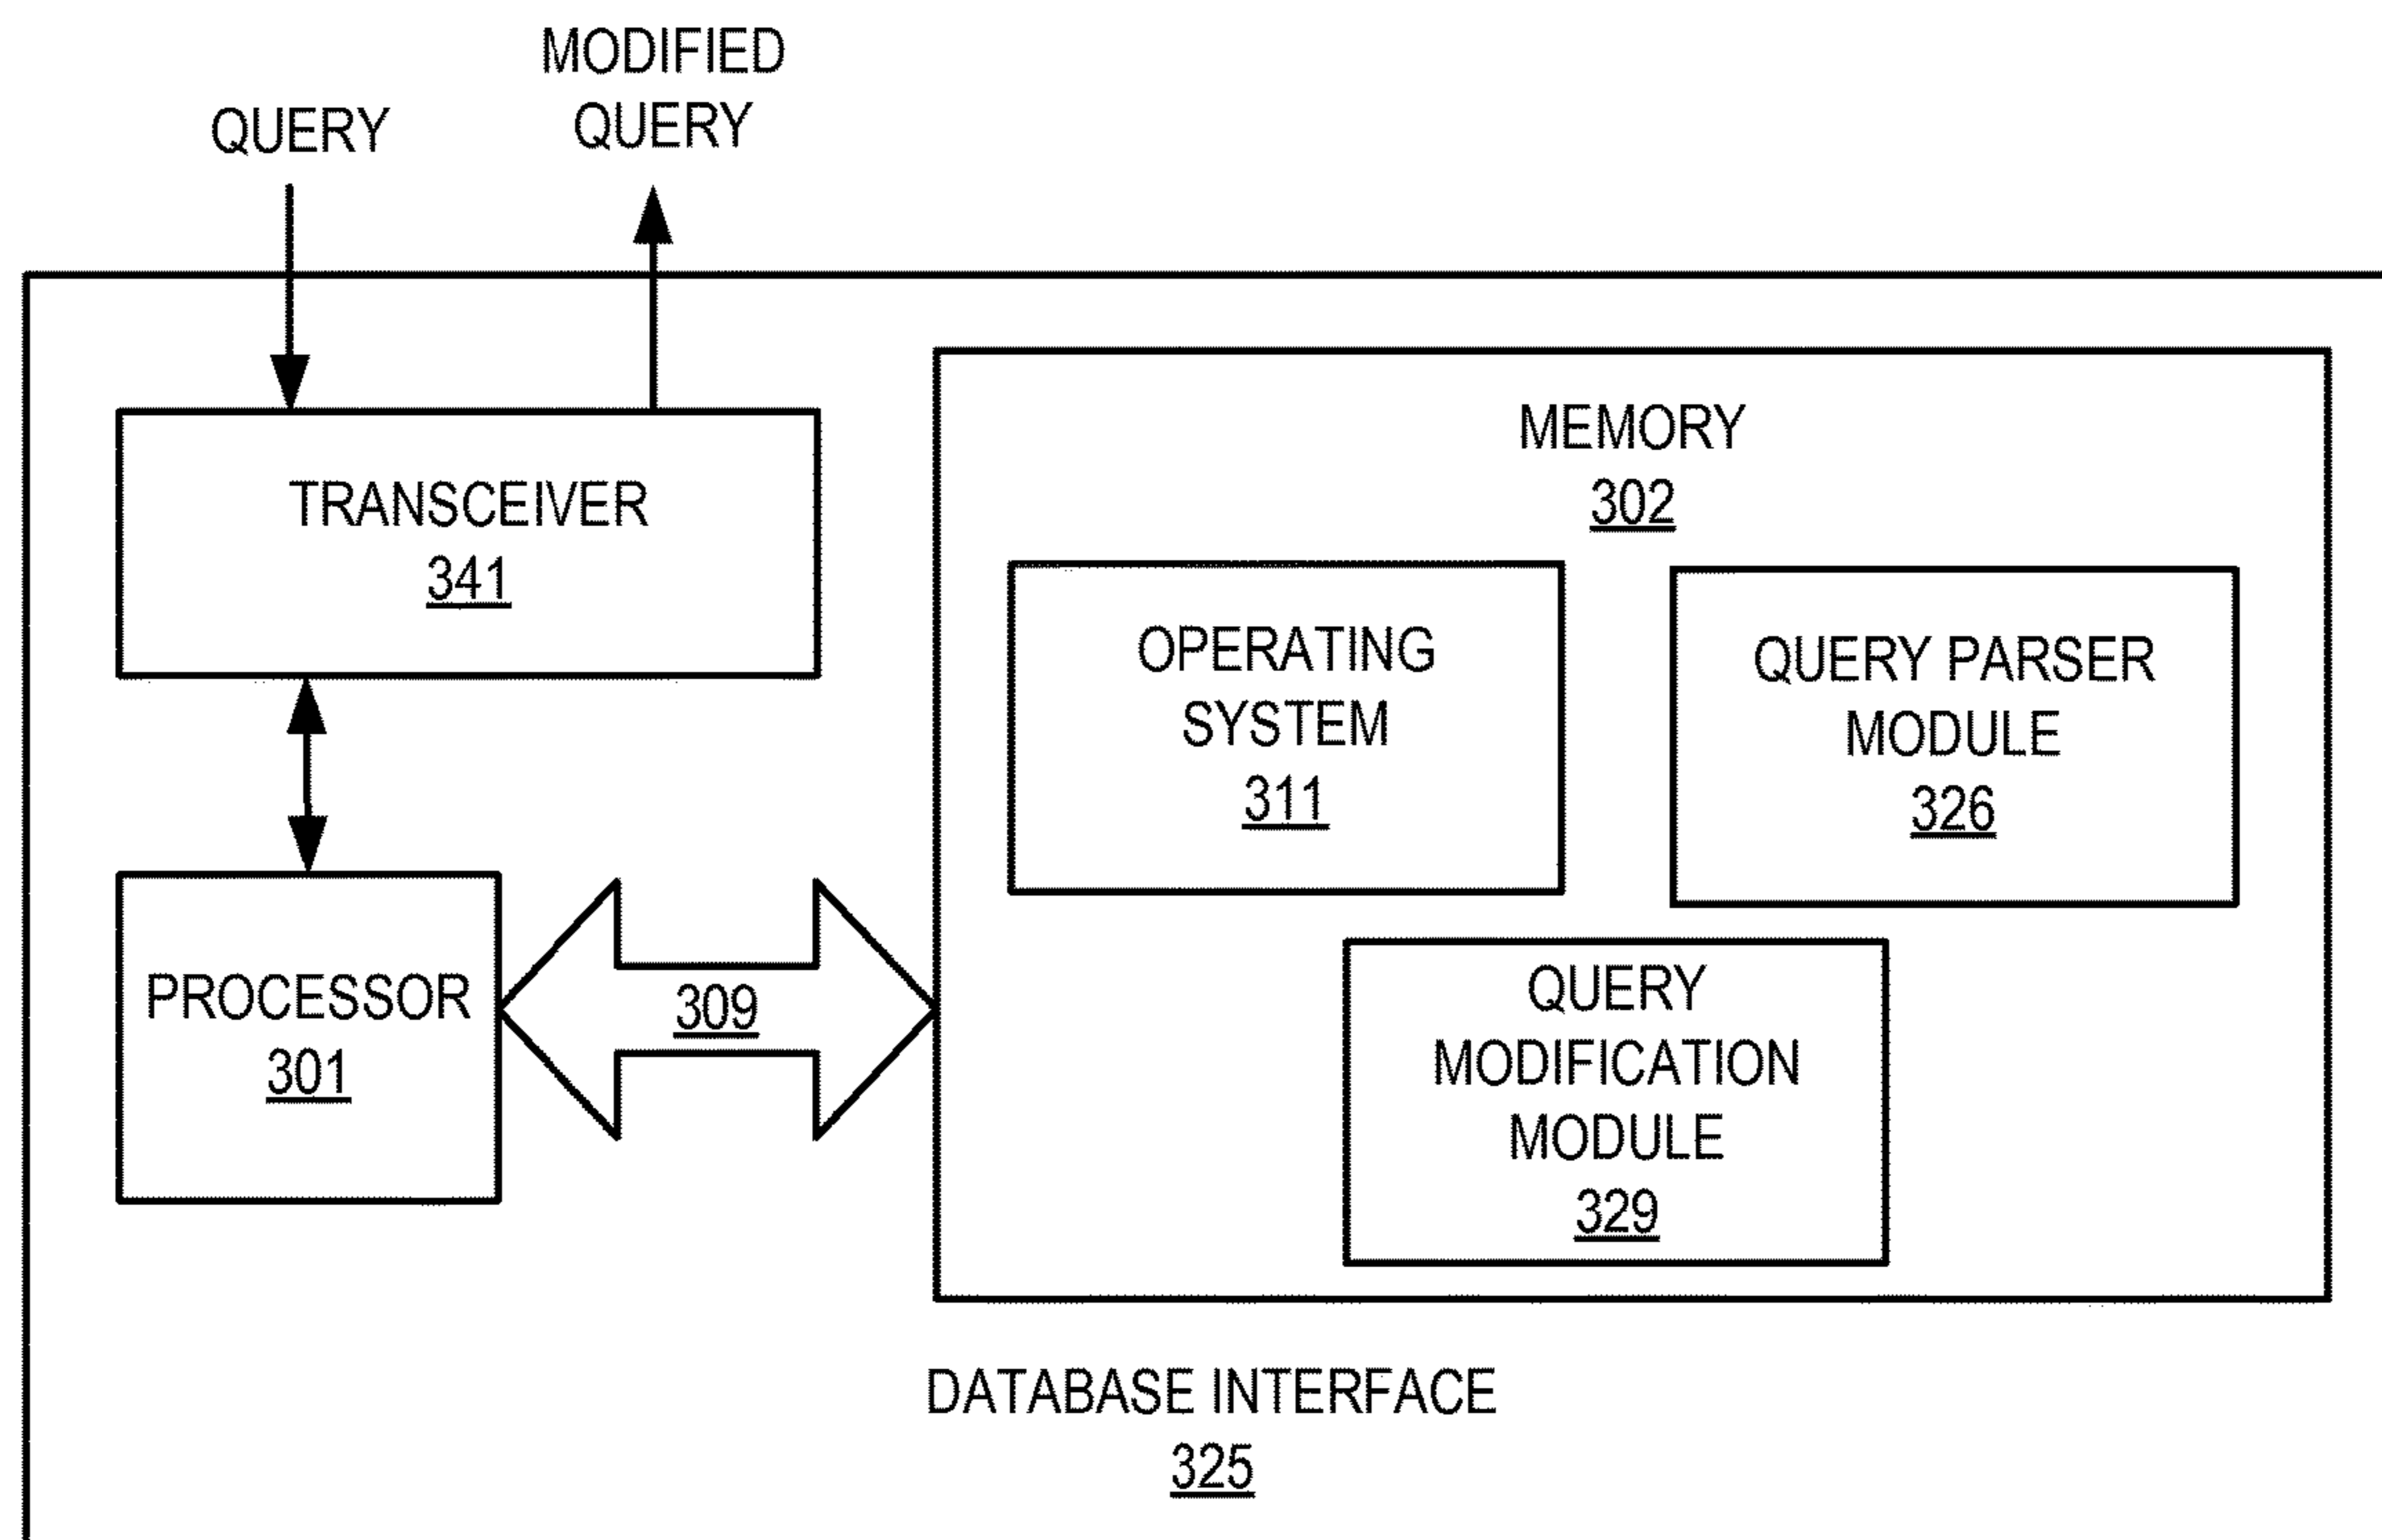 MODIFIED
QUERY
QUERY
TRANSCEIVER
341
PROCESSOR
301
309
MEMORY
302
OPERATING
SYSTEM
311
QUERY PARSER
MODULE
326
QUERY
MODIFICATION
MODULE
329
DATABASE INTERFACE
325